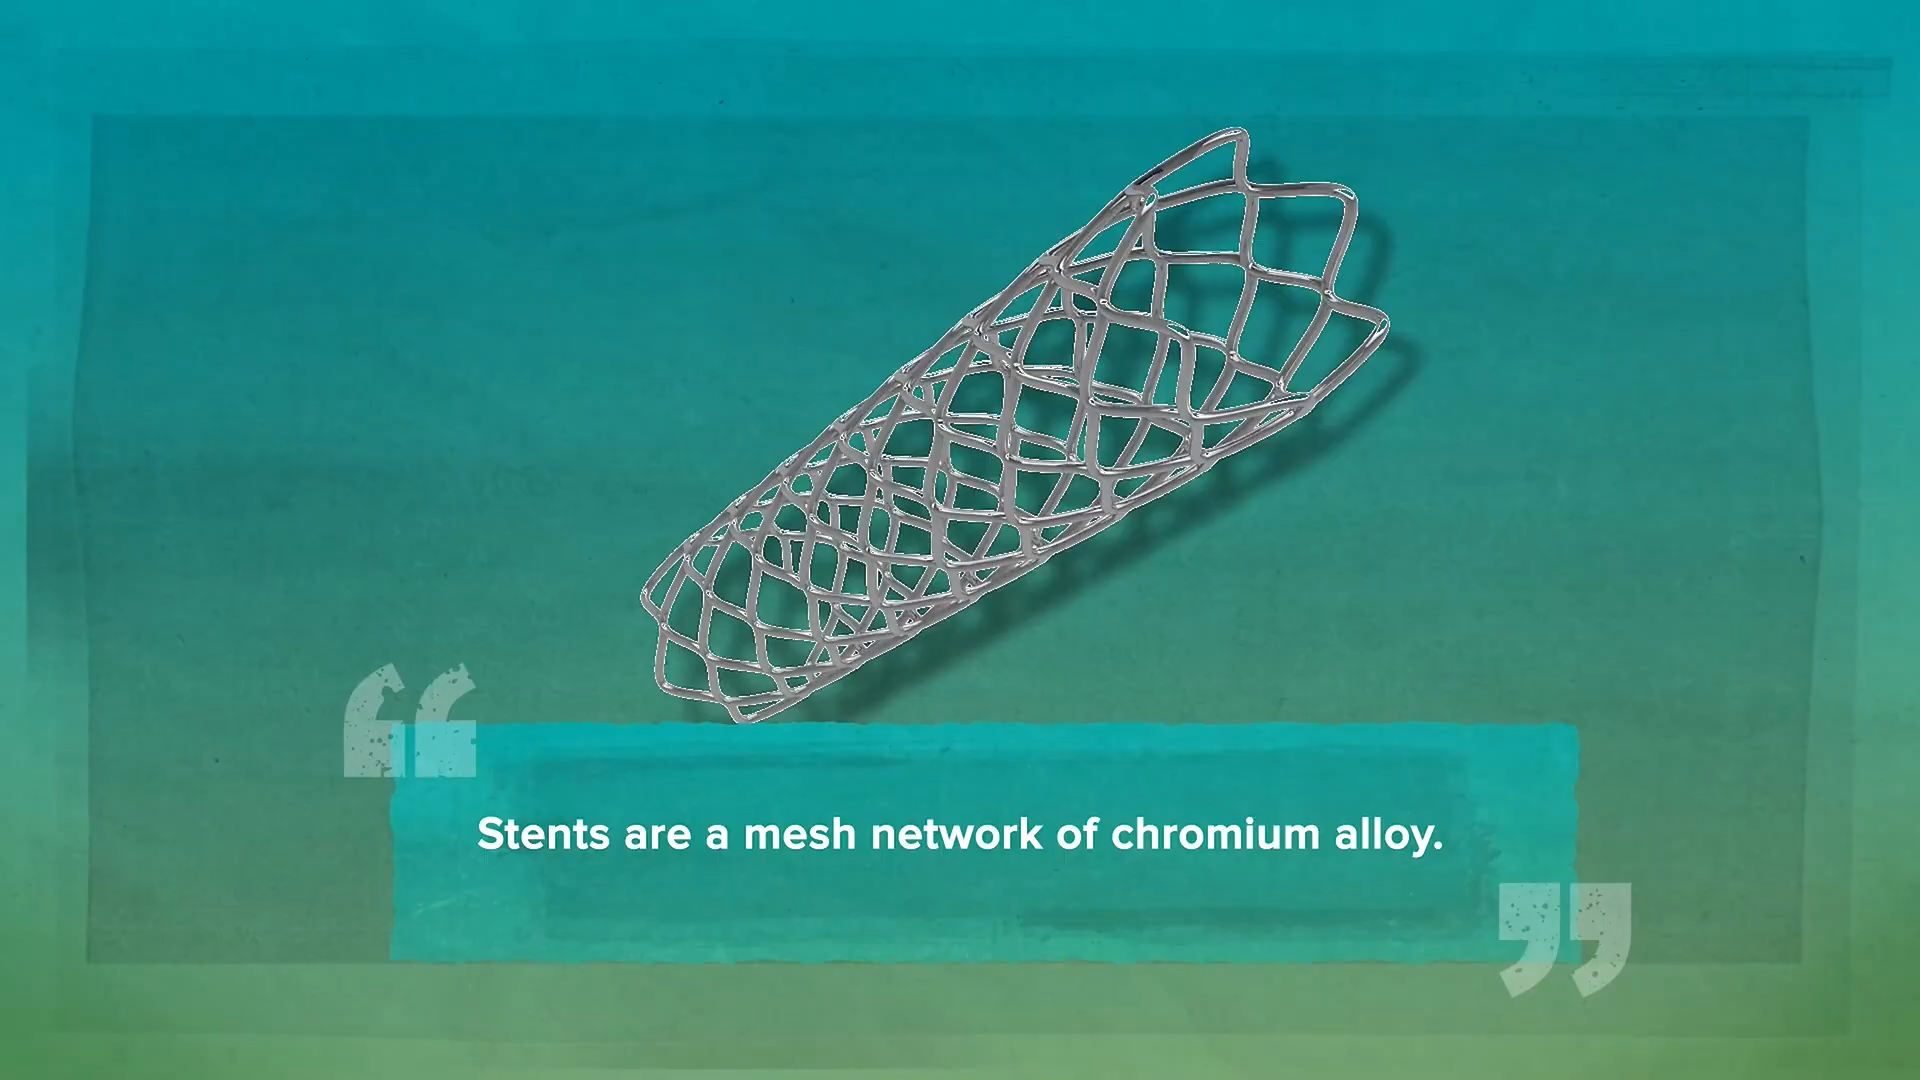 “
Stents are a mesh network of chromium alloy.
”